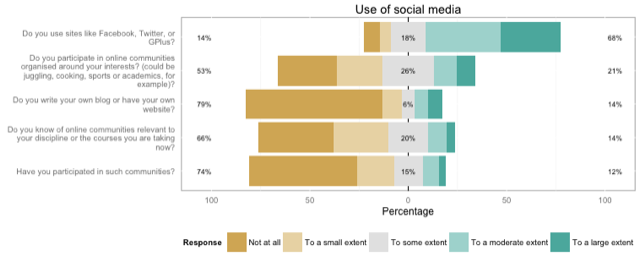 Use of social media
Do you use sites like Facebook, Twitter, or
GPlus?
14%
18%
68%
Do you participate in online communities
organised around your interests? (could be
juggling, cooking, sports or academics, for
example)?
53%
26%
21%
Do you write your own blog or have your own
website?
79%
6%
14%
Do you know of online communities relevant to
your discipline or the courses you are taking
now?
66%
20%
14%
Have you participated in such communities?
74%
15%
12%
100 50 0 50 100
Percentage
Response Not at all To a small extent To some extent To a moderate extent To a large extent